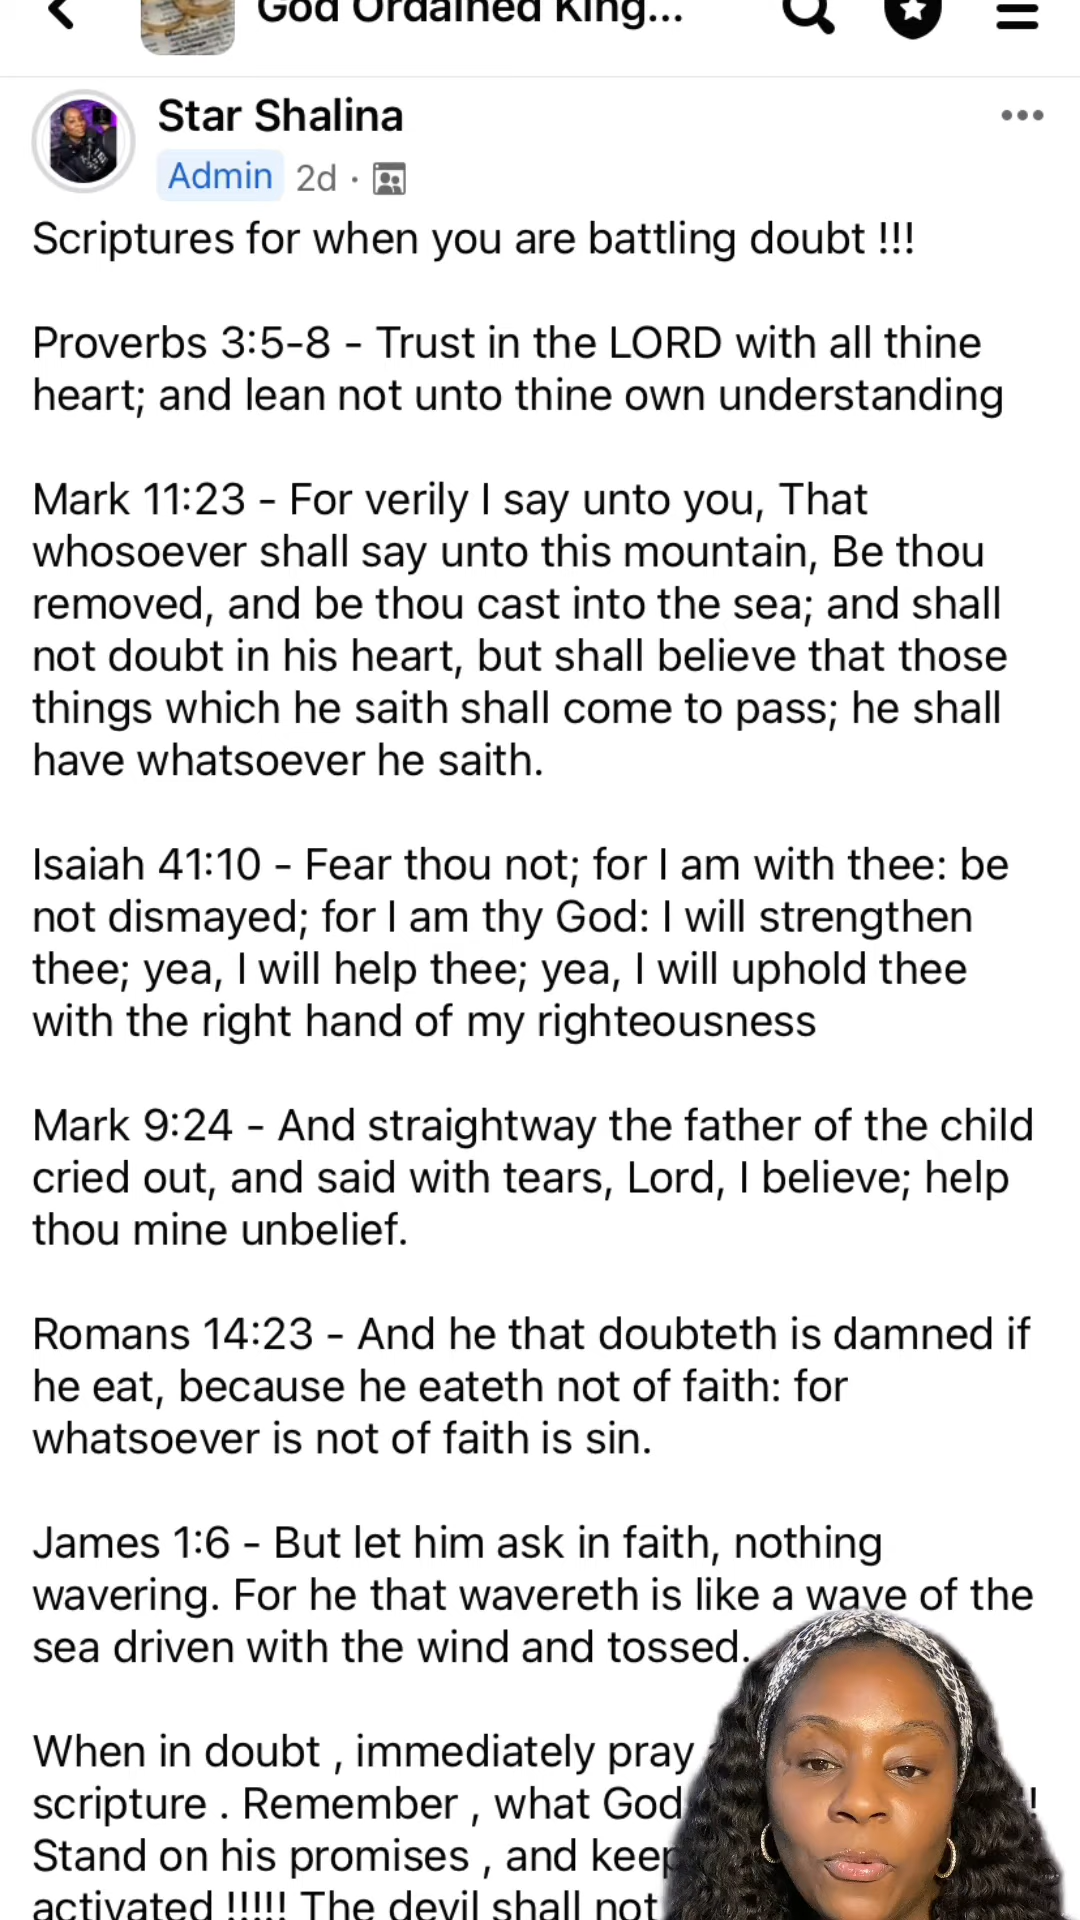 God Ordained King...
Star Shalina
Admin 2d ·
Scriptures for when you are battling doubt !!!
Proverbs 3:5-8 - Trust in the LORD with all thine
heart; and lean not unto thine own understanding
Mark 11:23 - For verily I say unto you, That
whosoever shall say unto this mountain, Be thou
removed, and be thou cast into the sea; and shall
not doubt in his heart, but shall believe that those
things which he saith shall come to pass; he shall
have whatsoever he saith.
Isaiah 41:10 - Fear thou not; for I am with thee: be
not dismayed; for I am thy God: I will strengthen
thee; yea, I will help thee; yea, I will uphold thee
with the right hand of my righteousness
Mark 9:24 - And straightway the father of the child
cried out, and said with tears, Lord, I believe; help
thou mine unbelief.
Romans 14:23 - And he that doubteth is damned if
he eat, because he eateth not of faith: for
whatsoever is not of faith is sin.
James 1:6 - But let him ask in faith, nothing
wavering. For he that wavereth is like a wave of the
sea driven with the wind and tossed.
When in doubt , immediately pray
scripture . Remember , what God !
Stand on his promises , and keep
activated !!!!! The devil shall not